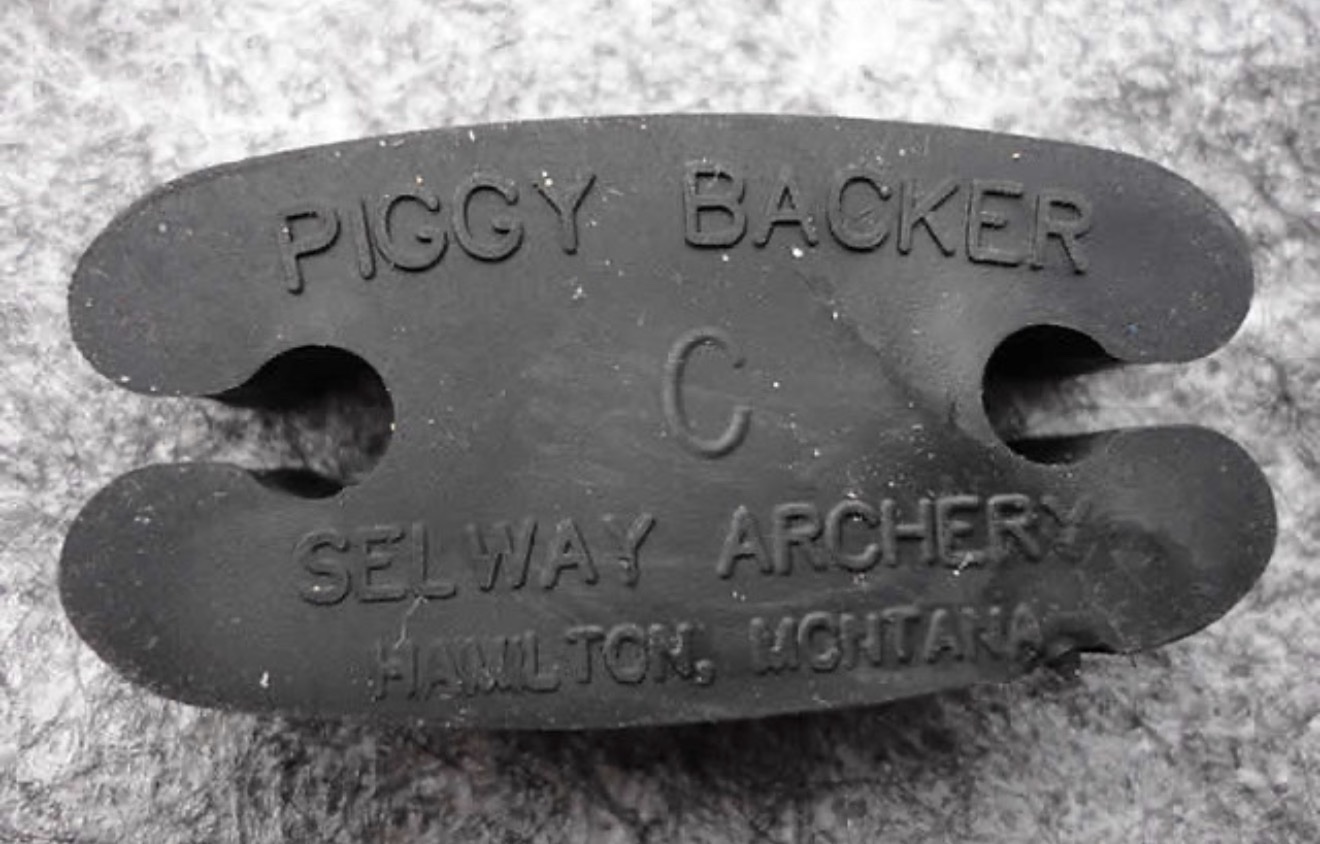 PIGGY BACKER
C
SELWAY ARCHERY
HAMILTON, MONTANA